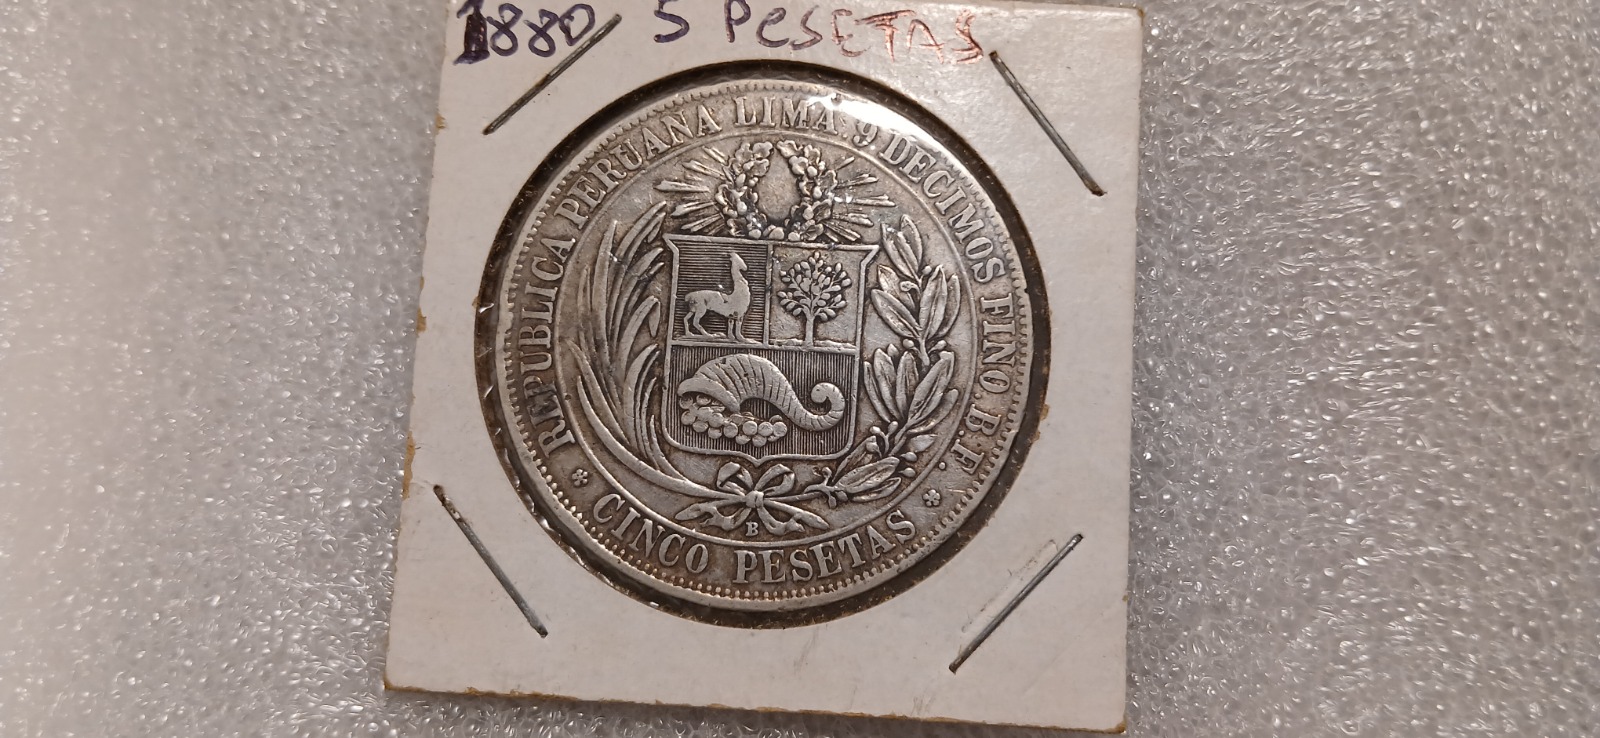 1880 5 PeSETAS
REPUBLICA PERUANA LIMA. 9 DECIMOS FINO. B.F.
B
* CINCO PESETAS *